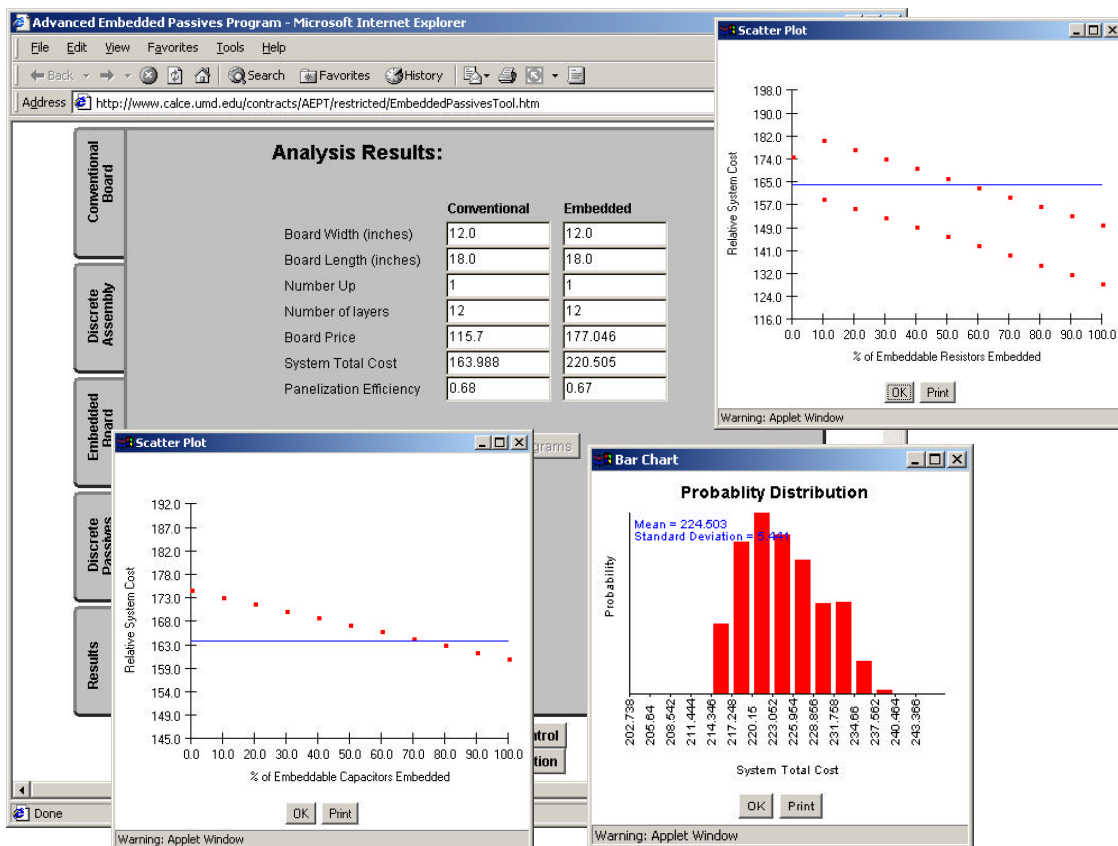 Advanced Embedded Passives Program - Microsoft Internet Explorer
File Edit View Favorites Tools Help
Back Search Favorites History
Address http://www.calce.umd.edu/contracts/AEPT/restricted/EmbeddedPassivesTool.htm
Conventional
Board
Discrete
Assembly
Embedded
Board
Discrete
Passives
Results
Analysis Results:
Conventional Embedded
Board Width (inches) 12.0 12.0
Board Length (inches) 18.0 18.0
Number Up 1 1
Number of layers 12 12
Board Price 115.7 177.046
System Total Cost 163.988 220.505
Panelization Efficiency 0.68 0.67
grams
ntrol
tion
Done
Scatter Plot
198.0
190.0
182.0
174.0
165.0
157.0
149.0
141.0
132.0
124.0
116.0
Relative System Cost
0.0 10.0 20.0 30.0 40.0 50.0 60.0 70.0 80.0 90.0 100.0
% of Embeddable Resistors Embedded
OK Print
Warning: Applet Window
Scatter Plot
192.0
187.0
182.0
178.0
173.0
168.0
163.0
159.0
154.0
149.0
145.0
Relative System Cost
0.0 10.0 20.0 30.0 40.0 50.0 60.0 70.0 80.0 90.0 100.0
% of Embeddable Capacitors Embedded
OK Print
Warning: Applet Window
Bar Chart
Probablity Distribution
Mean = 224.503
Standard Deviation = 5.441
Probability
202.738 205.64 208.542 211.444 214.346 217.248 220.15 223.052 225.954 228.856 231.758 234.66 237.562 240.464 243.366
System Total Cost
OK Print
Warning: Applet Window